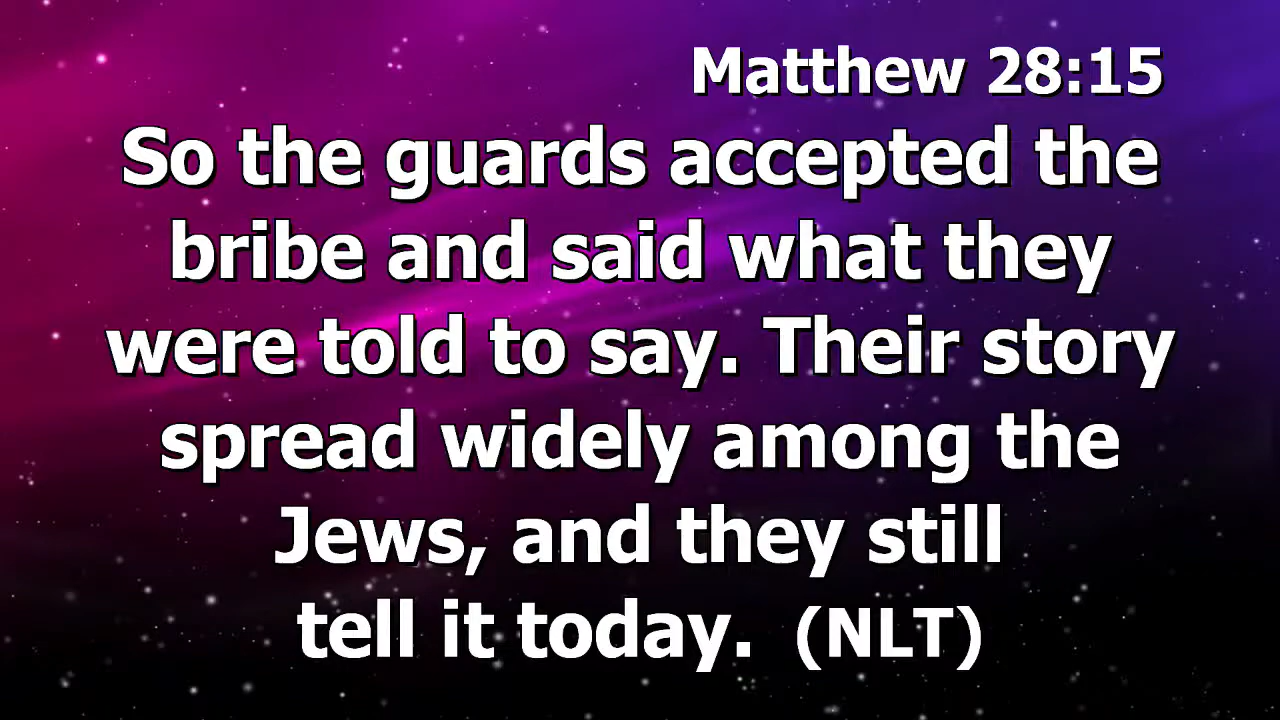 Matthew 28:15
So the guards accepted the
bribe and said what they
were told to say. Their story
spread widely among the
Jews, and they still
tell it today. (NLT)